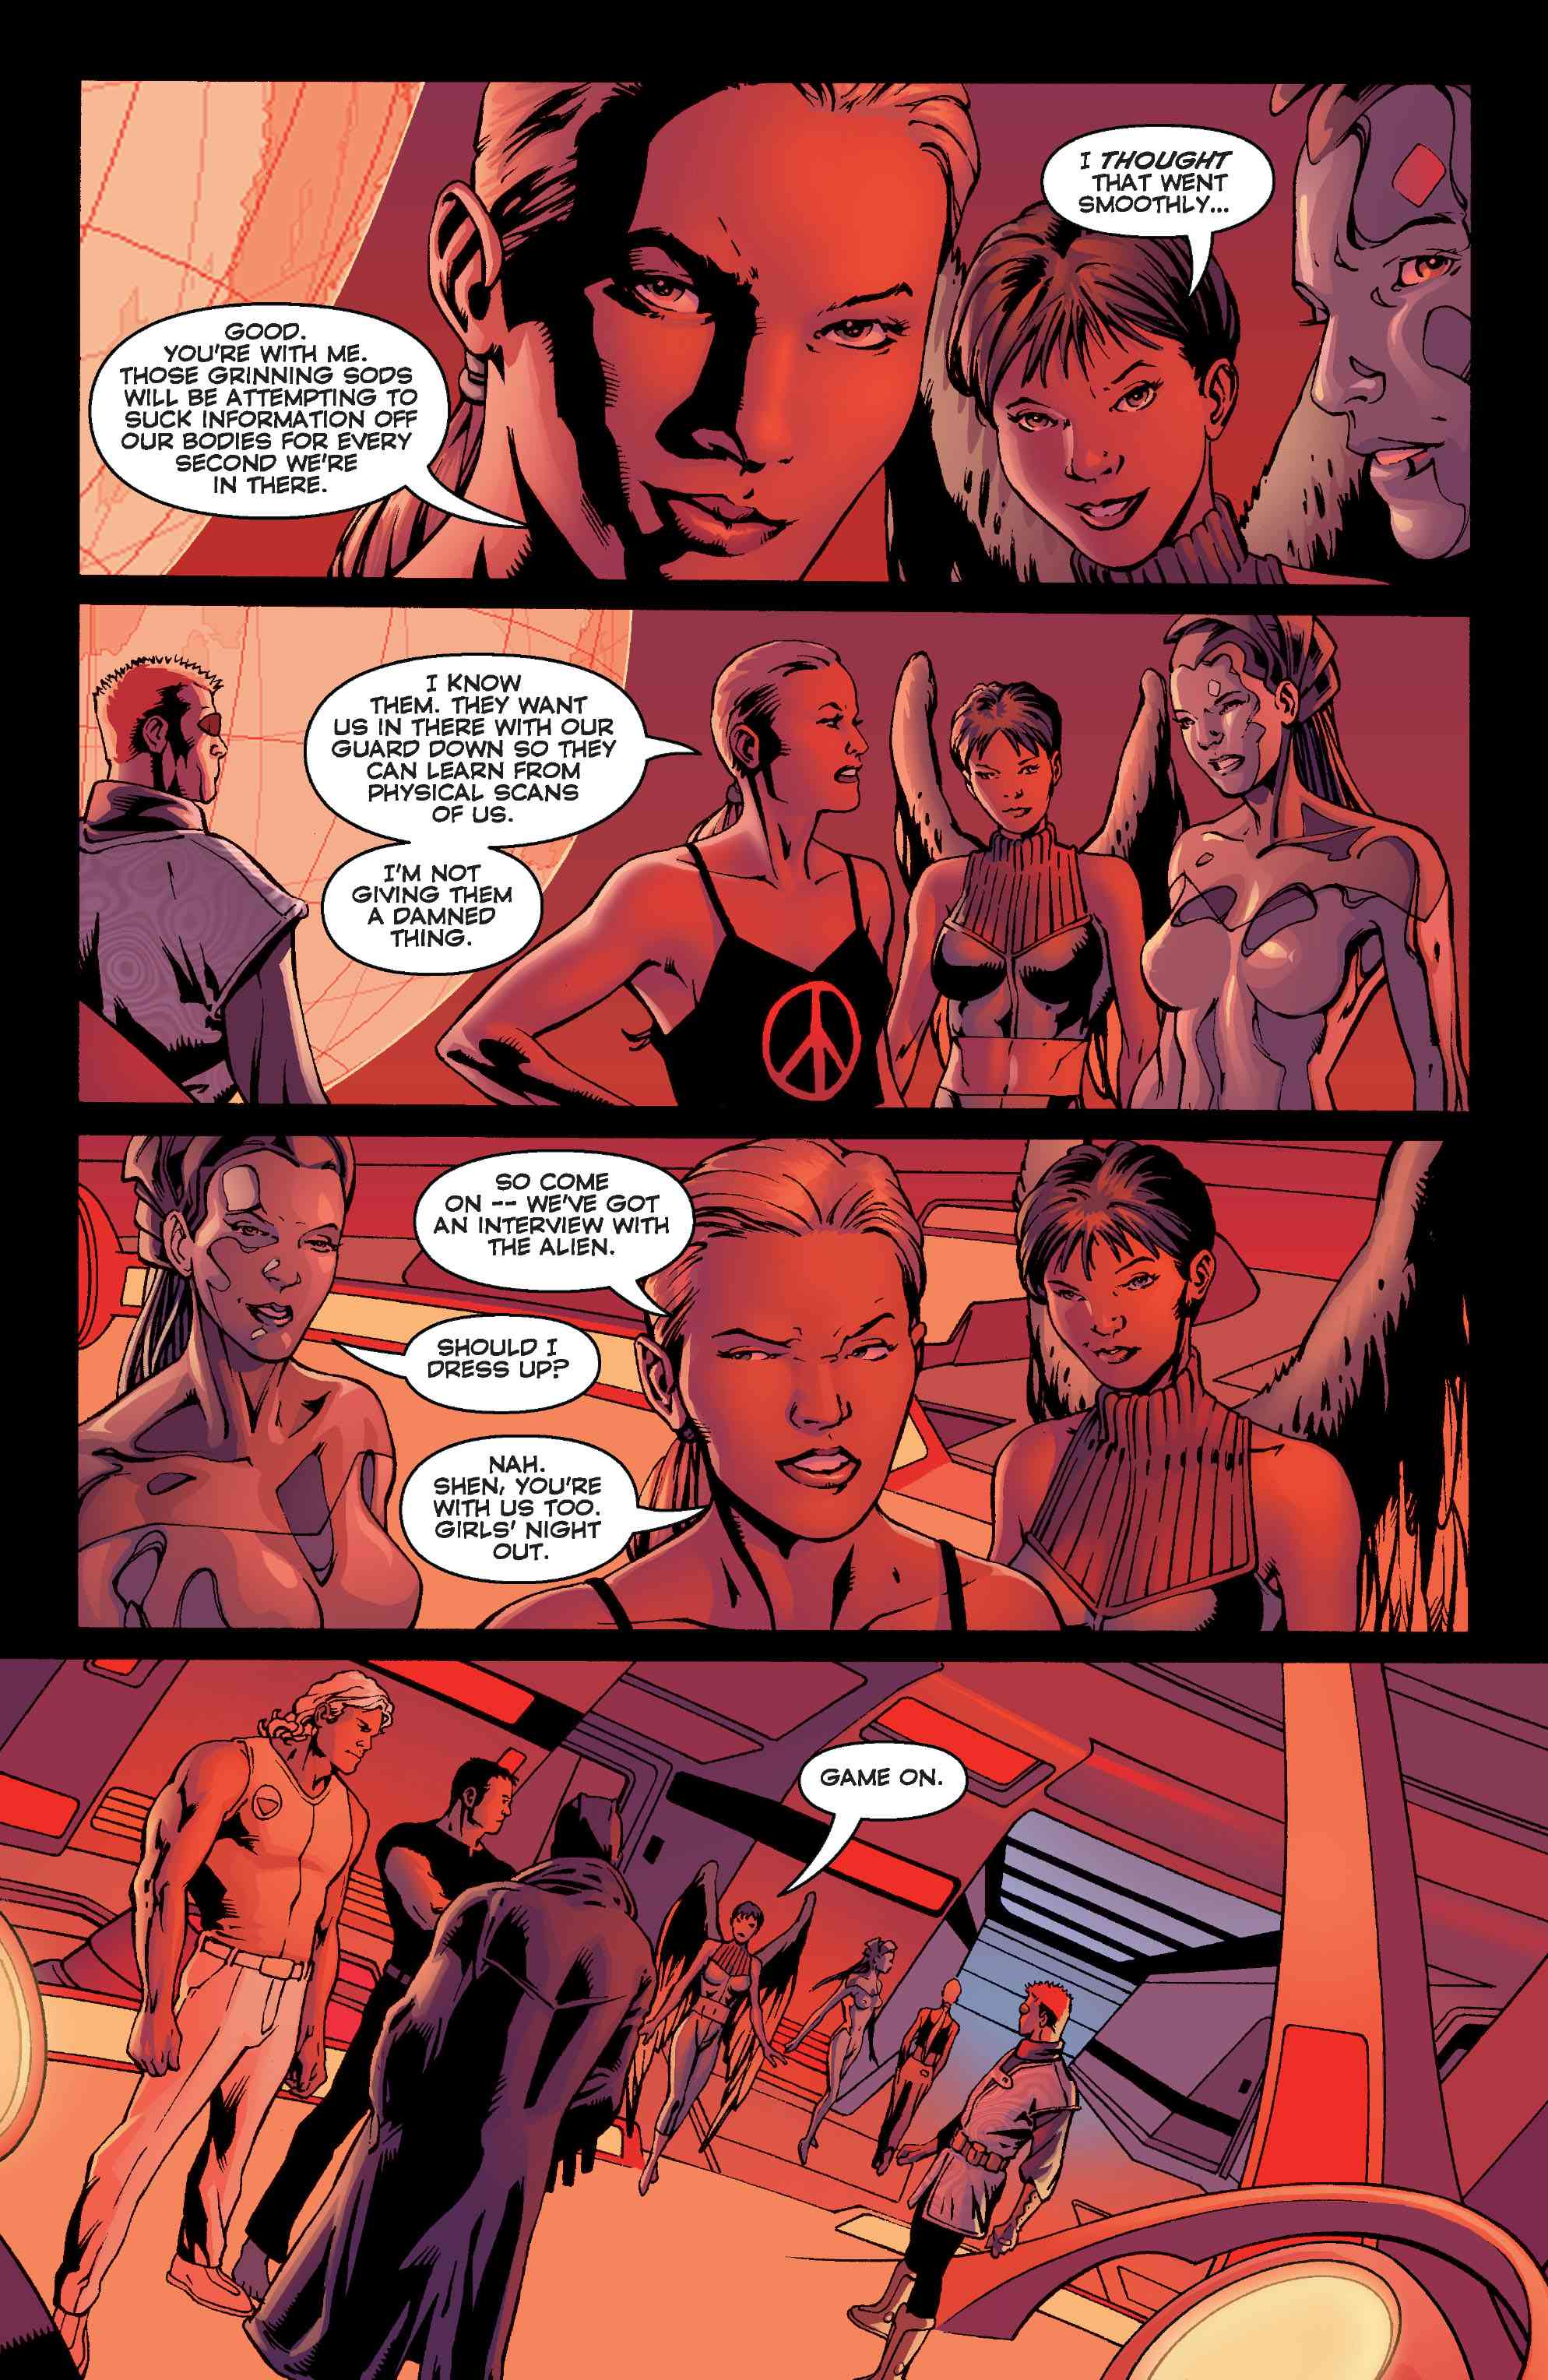 GOOD.
YOU'RE WITH ME.
THOSE GRINNING SODS
WILL BE ATTEMPTING TO
SUCK INFORMATION OFF
OUR BODIES FOR EVERY
SECOND WE'RE
IN THERE.
I THOUGHT
THAT WENT
SMOOTHLY...
I KNOW
THEM. THEY WANT
US IN THERE WITH OUR
GUARD DOWN SO THEY
CAN LEARN FROM
PHYSICAL SCANS
OF US.
I'M NOT
GIVING THEM
A DAMNED
THING.
SO COME
ON -- WE'VE GOT
AN INTERVIEW WITH
THE ALIEN.
SHOULD I
DRESS UP?
NAH.
SHEN, YOU'RE
WITH US TOO.
GIRLS' NIGHT
OUT.
GAME ON.